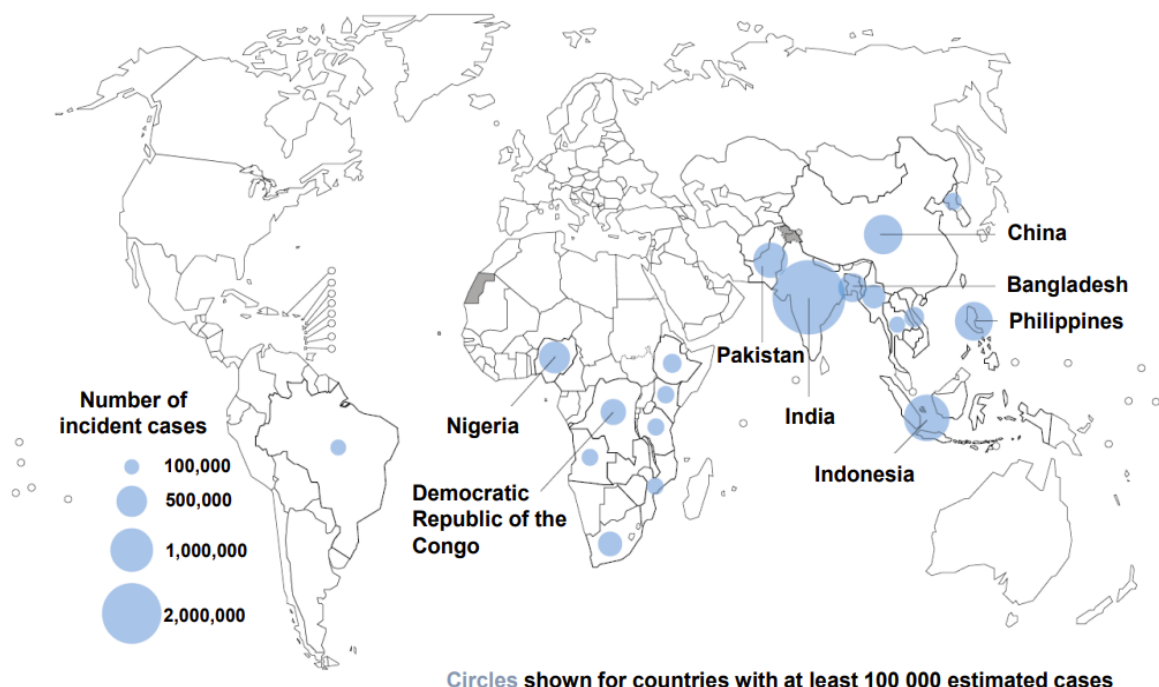 China
Bangladesh
Philippines
Pakistan
India
Nigeria
Indonesia
Democratic
Republic of the
Congo
Number of
incident cases
100,000
500,000
1,000,000
2,000,000
Circles shown for countries with at least 100 000 estimated cases